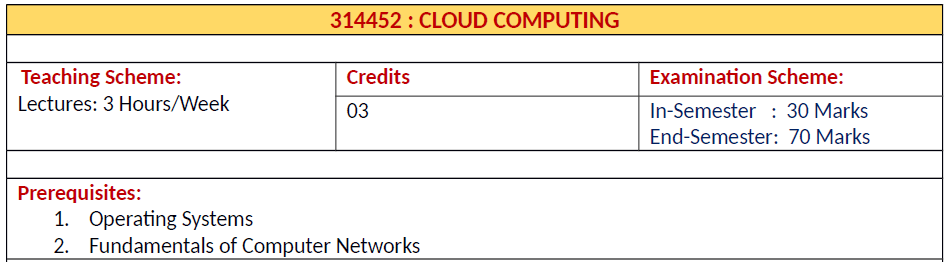 314452 : CLOUD COMPUTING
Teaching Scheme:
Lectures: 3 Hours/Week
Credits
03
Examination Scheme:
In-Semester : 30 Marks
End-Semester: 70 Marks
Prerequisites:
1. Operating Systems
2. Fundamentals of Computer Networks